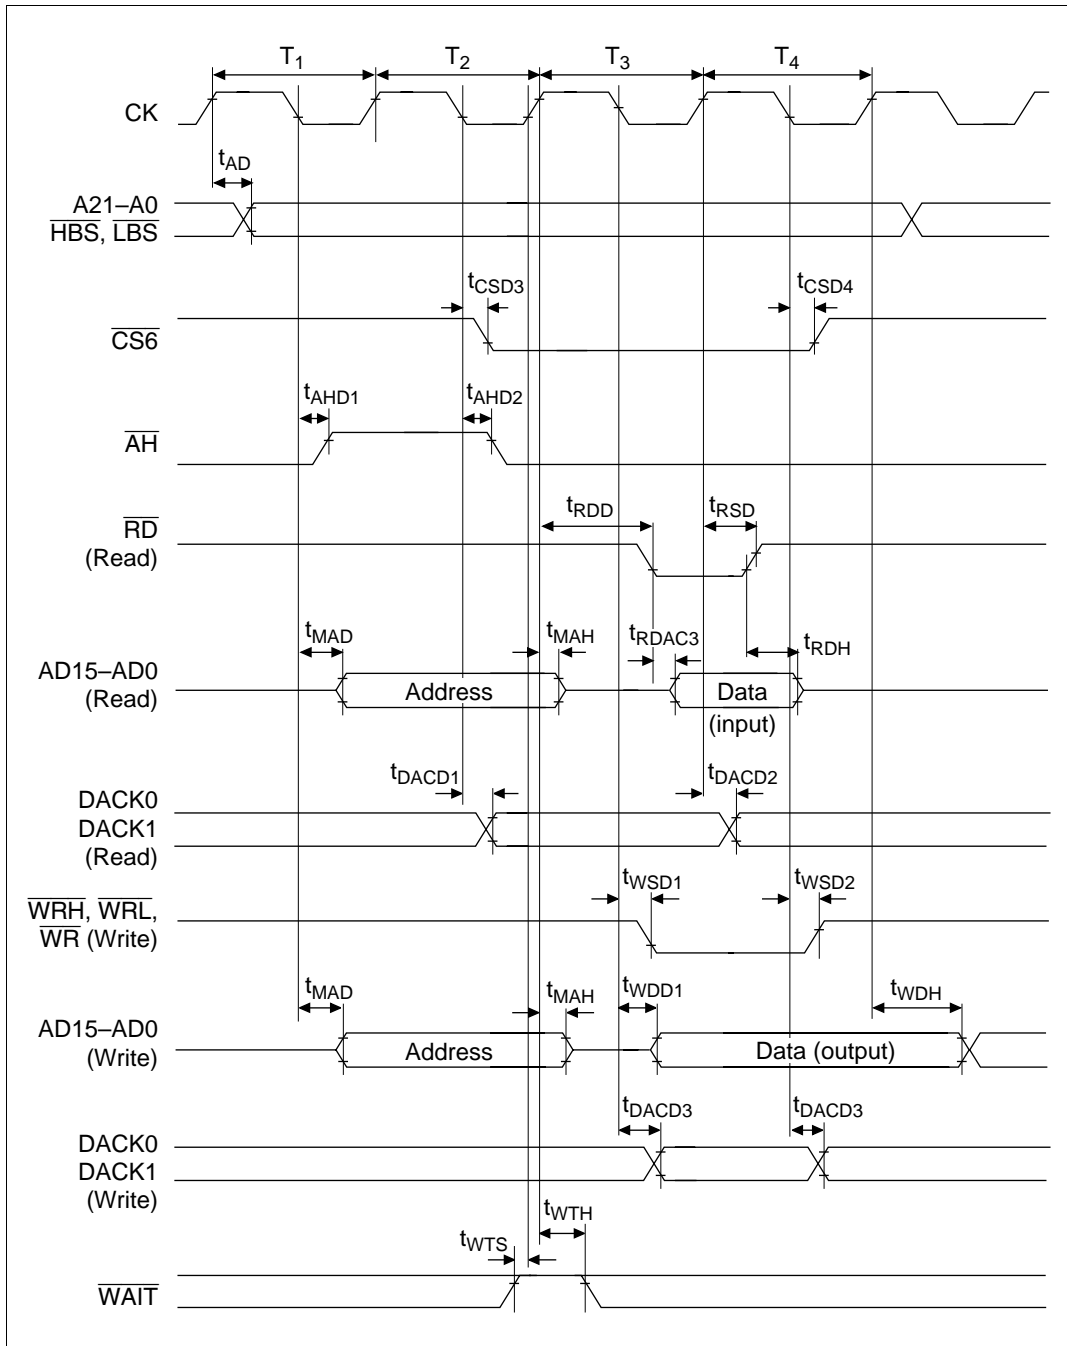 T1 T2 T3 T4
CK
tAD
A21–A0
HBS, LBS
tCSD3 tCSD4
CS6
tAHD1 tAHD2
AH
tRDD tRSD
RD
(Read)
tMAD tMAH tRDAC3 tRDH
AD15–AD0
(Read)
Address Data
(input)
tDACD1 tDACD2
DACK0
DACK1
(Read)
tWSD1 tWSD2
WRH, WRL,
WR (Write)
tMAD tMAH tWDD1 tWDH
AD15–AD0
(Write)
Address Data (output)
tDACD3 tDACD3
DACK0
DACK1
(Write)
tWTH
tWTS
WAIT